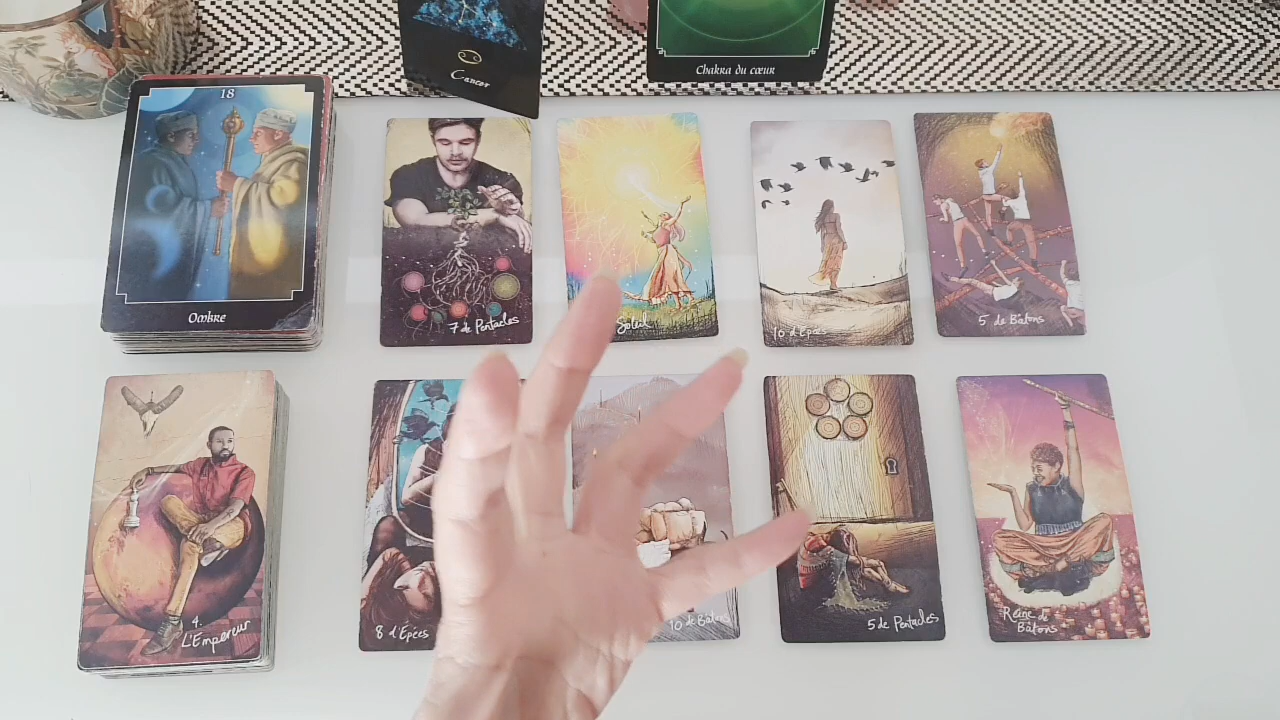 Cancer
Chakra du cœur
18
Ombre
7 de Pentacles
Soleil
10 d'Épées
5 de Bâtons
4.
L'Empereur
8 d'Épées
10 de Bâtons
5 de Pentacles
Reine de
Bâtons